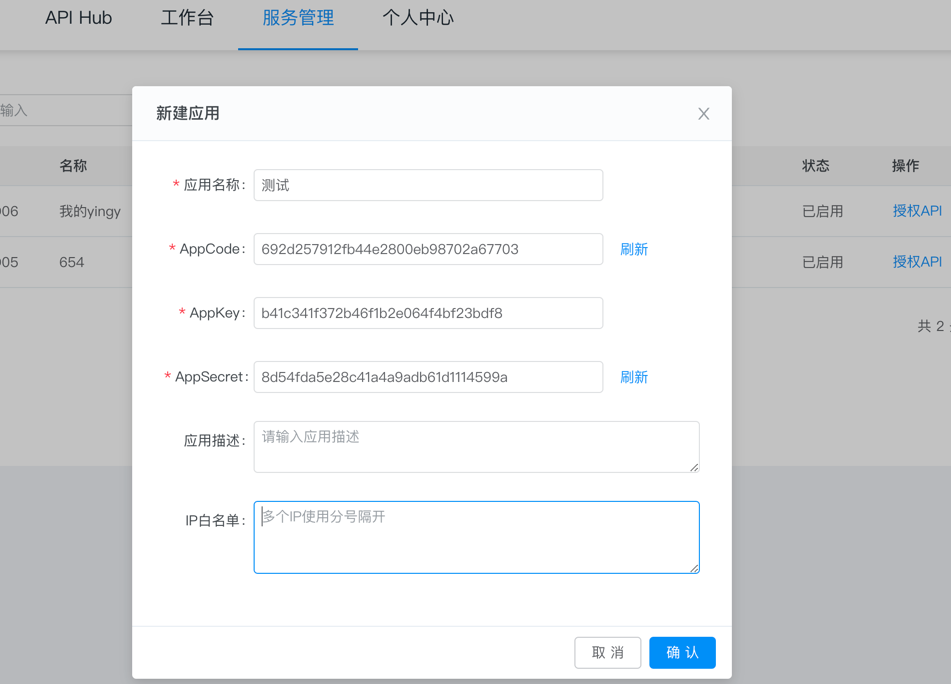 API Hub 工作台 服务管理 个人中心
输入
新建应用
名称 状态 操作
* 应用名称: 测试
006 我的yingy 已启用 授权API
* AppCode: 692d257912fb44e2800eb98702a67703 刷新
005 654 已启用 授权API
* AppKey: b41c341f372b46f1b2e064f4bf23bdf8
共 2
* AppSecret: 8d54fda5e28c41a4a9adb61d1114599a 刷新
应用描述: 请输入应用描述
IP白名单: 多个IP使用分号隔开
取 消 确 认